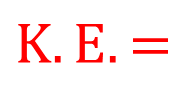 K. E. =